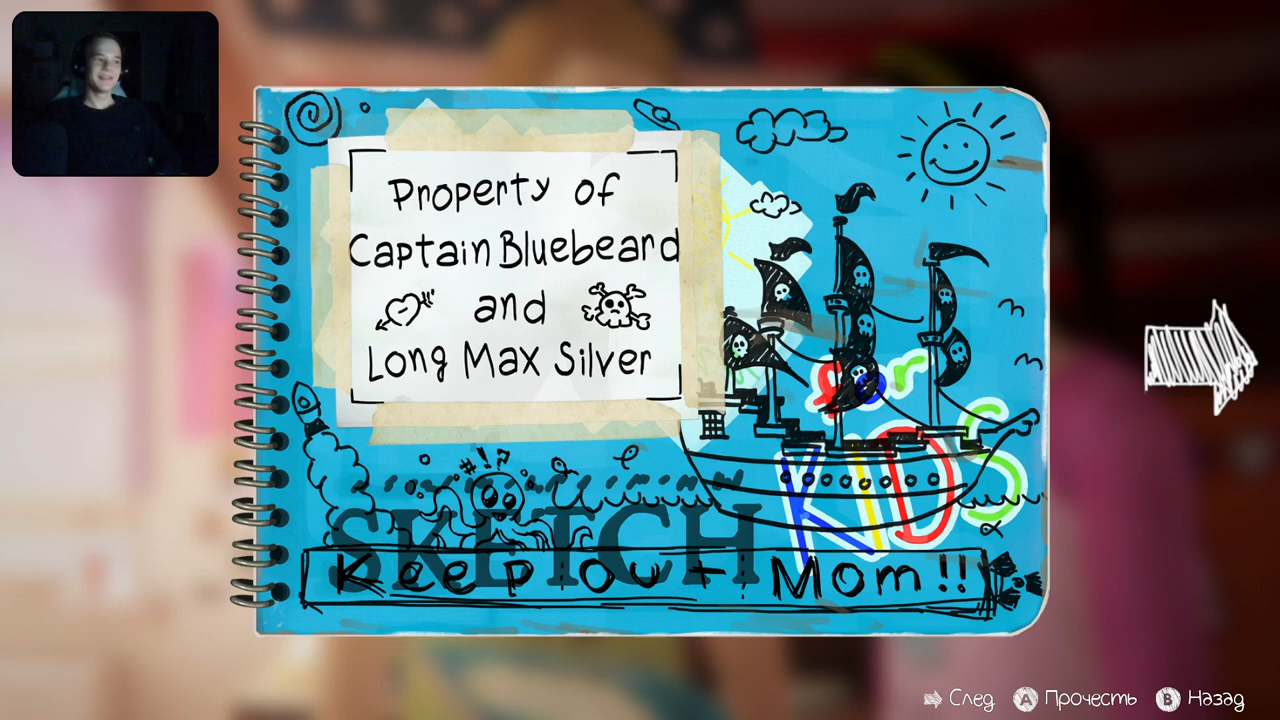 Property of
Captain Bluebeard
and
Long Max Silver
for
KIDS
SKETCH
Keep out Mom!!
След. A Прочесть B Назад